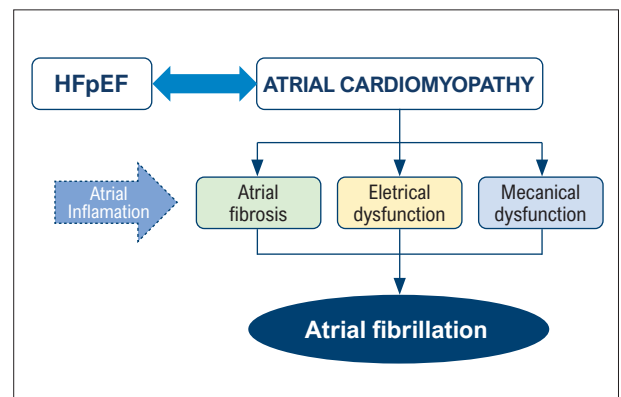 HFpEF
ATRIAL CARDIOMYOPATHY
Atrial
Inflamation
Atrial
fibrosis
Eletrical
dysfunction
Mecanical
dysfunction
Atrial fibrillation